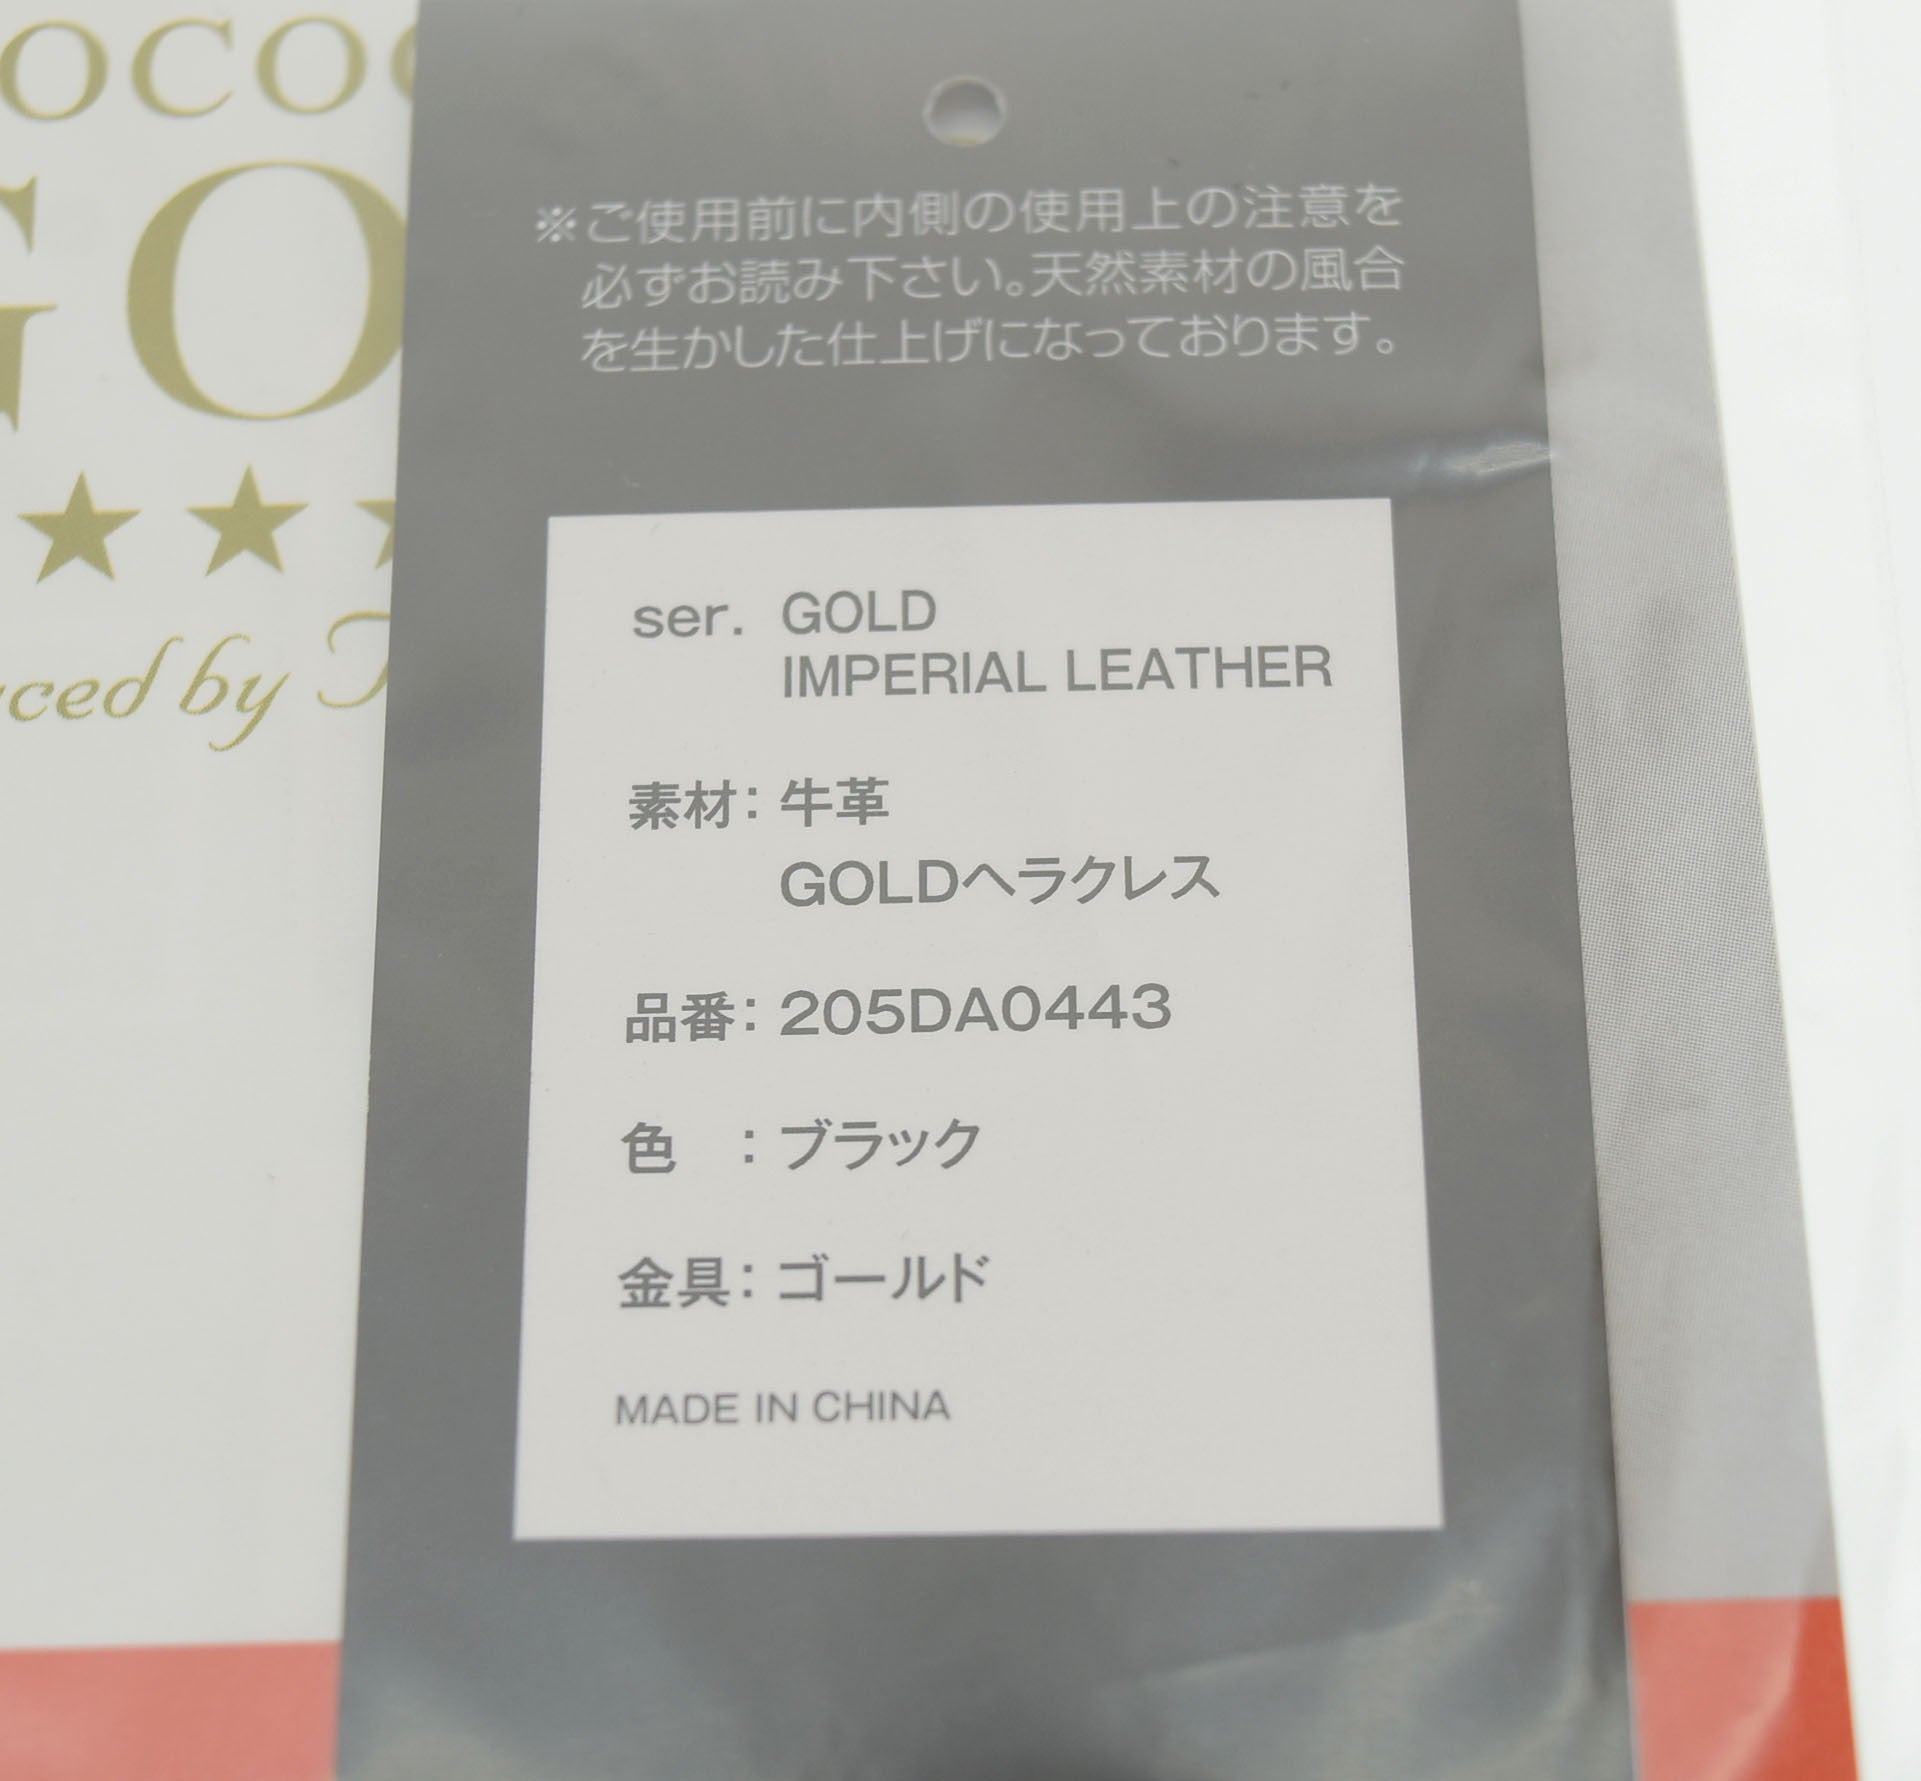 ※ご使用前に内側の使用上の注意を
必ずお読み下さい。天然素材の風合
を生かした仕上げになっております。
ser. GOLD
IMPERIAL LEATHER
素材: 牛革
GOLDヘラクレス
品番: 205DA0443
色 : ブラック
金具: ゴールド
MADE IN CHINA
by